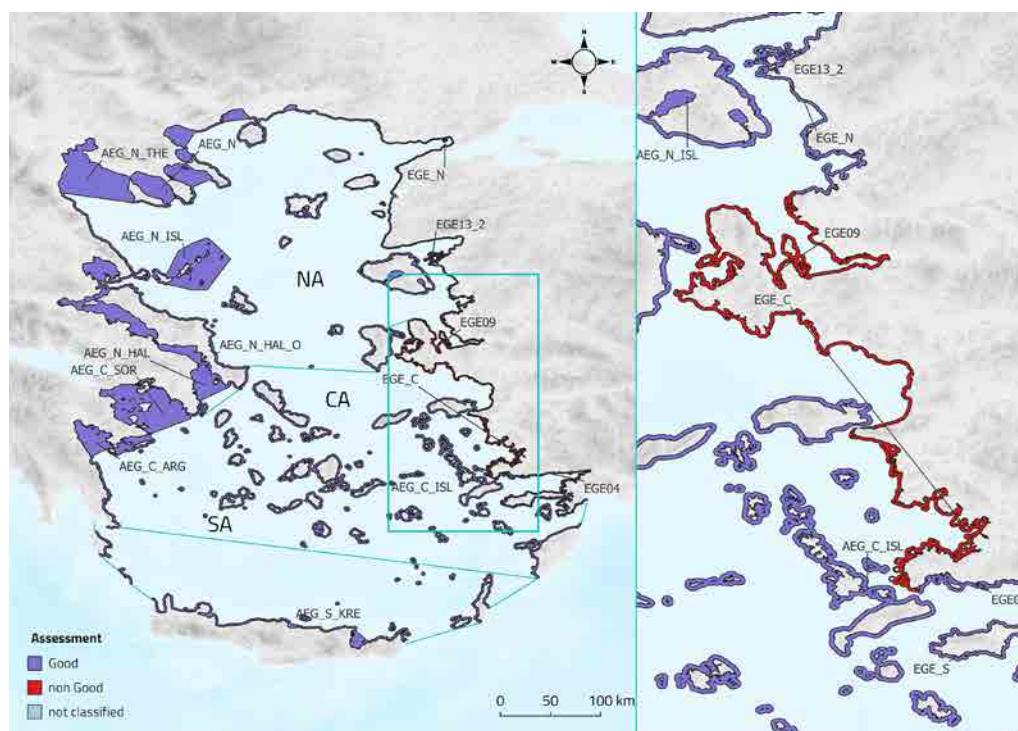 N
W
E
S
AEG_N
AEG_N_THE
EGE_N
EGE13_2
AEG_N_ISL
NA
EGE09
AEG_N_HAL_O
AEG_N_HAL
AEG_C_SOR
EGE_C
CA
AEG_C_ARG
AEG_C_ISL
EGE04
SA
AEG_S_KRE
Assessment
Good
non Good
not classified
0 50 100 km
EGE13_2
EGE_N
AEG_N_ISL
EGE09
EGE_C
AEG_C_ISL
EGE_S